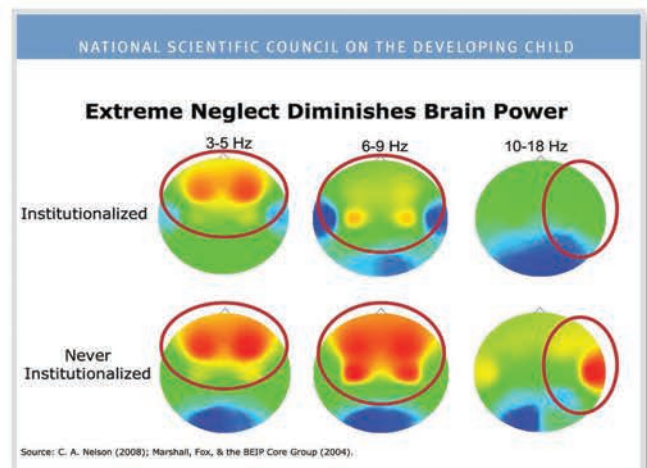 NATIONAL SCIENTIFIC COUNCIL ON THE DEVELOPING CHILD
Extreme Neglect Diminishes Brain Power
3-5 Hz 6-9 Hz 10-18 Hz
Institutionalized
Never
Institutionalized
Source: C. A. Nelson (2008); Marshall, Fox, & the BEIP Core Group (2004).